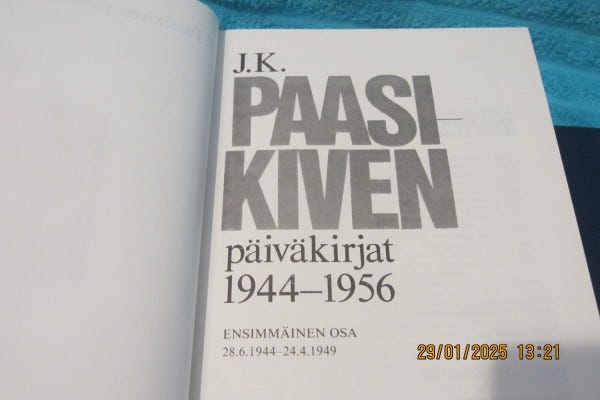 J.K.
PAASI-
KIVEN
päiväkirjat
1944–1956
ENSIMMÄINEN OSA
28.6.1944–24.4.1949
29/01/2025 13:21